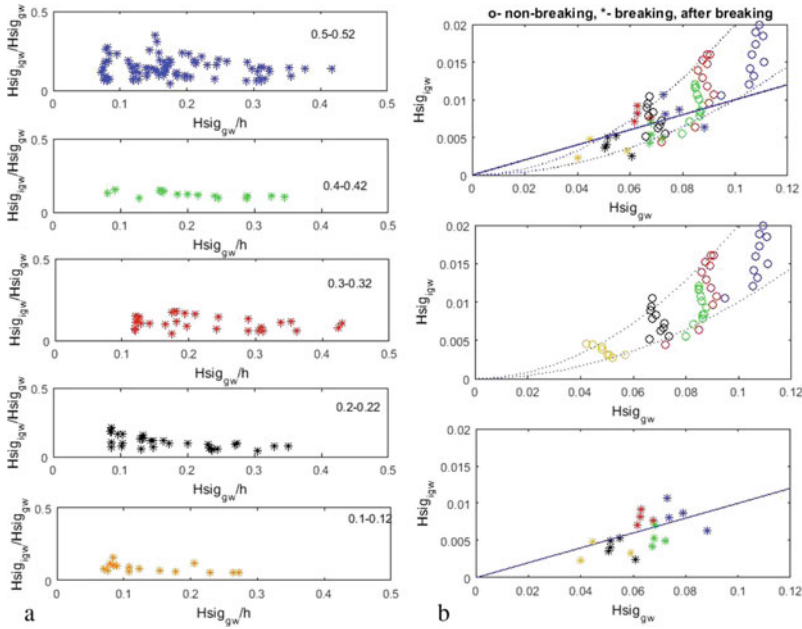 0.5
0.5-0.52
Hsig_igw/Hsig_gw
0
0 0.1 0.2 0.3 0.4 0.5
Hsig_gw/h
0.5
0.4-0.42
Hsig_igw/Hsig_gw
0
0 0.1 0.2 0.3 0.4 0.5
Hsig_gw/h
0.5
0.3-0.32
Hsig_igw/Hsig_gw
0
0 0.1 0.2 0.3 0.4 0.5
Hsig_gw/h
0.5
0.2-0.22
Hsig_igw/Hsig_gw
0
0 0.1 0.2 0.3 0.4 0.5
Hsig_gw/h
0.5
0.1-0.12
Hsig_igw/Hsig_gw
0
0 0.1 0.2 0.3 0.4 0.5
Hsig_gw/h
a
o- non-breaking, *- breaking, after breaking
0.02
0.015
0.01
0.005
0
Hsig_igw
0 0.02 0.04 0.06 0.08 0.1 0.12
Hsig_gw
0.02
0.015
0.01
0.005
0
Hsig_igw
0 0.02 0.04 0.06 0.08 0.1 0.12
Hsig_gw
0.02
0.015
0.01
0.005
0
Hsig_igw
0 0.02 0.04 0.06 0.08 0.1 0.12
Hsig_gw
b